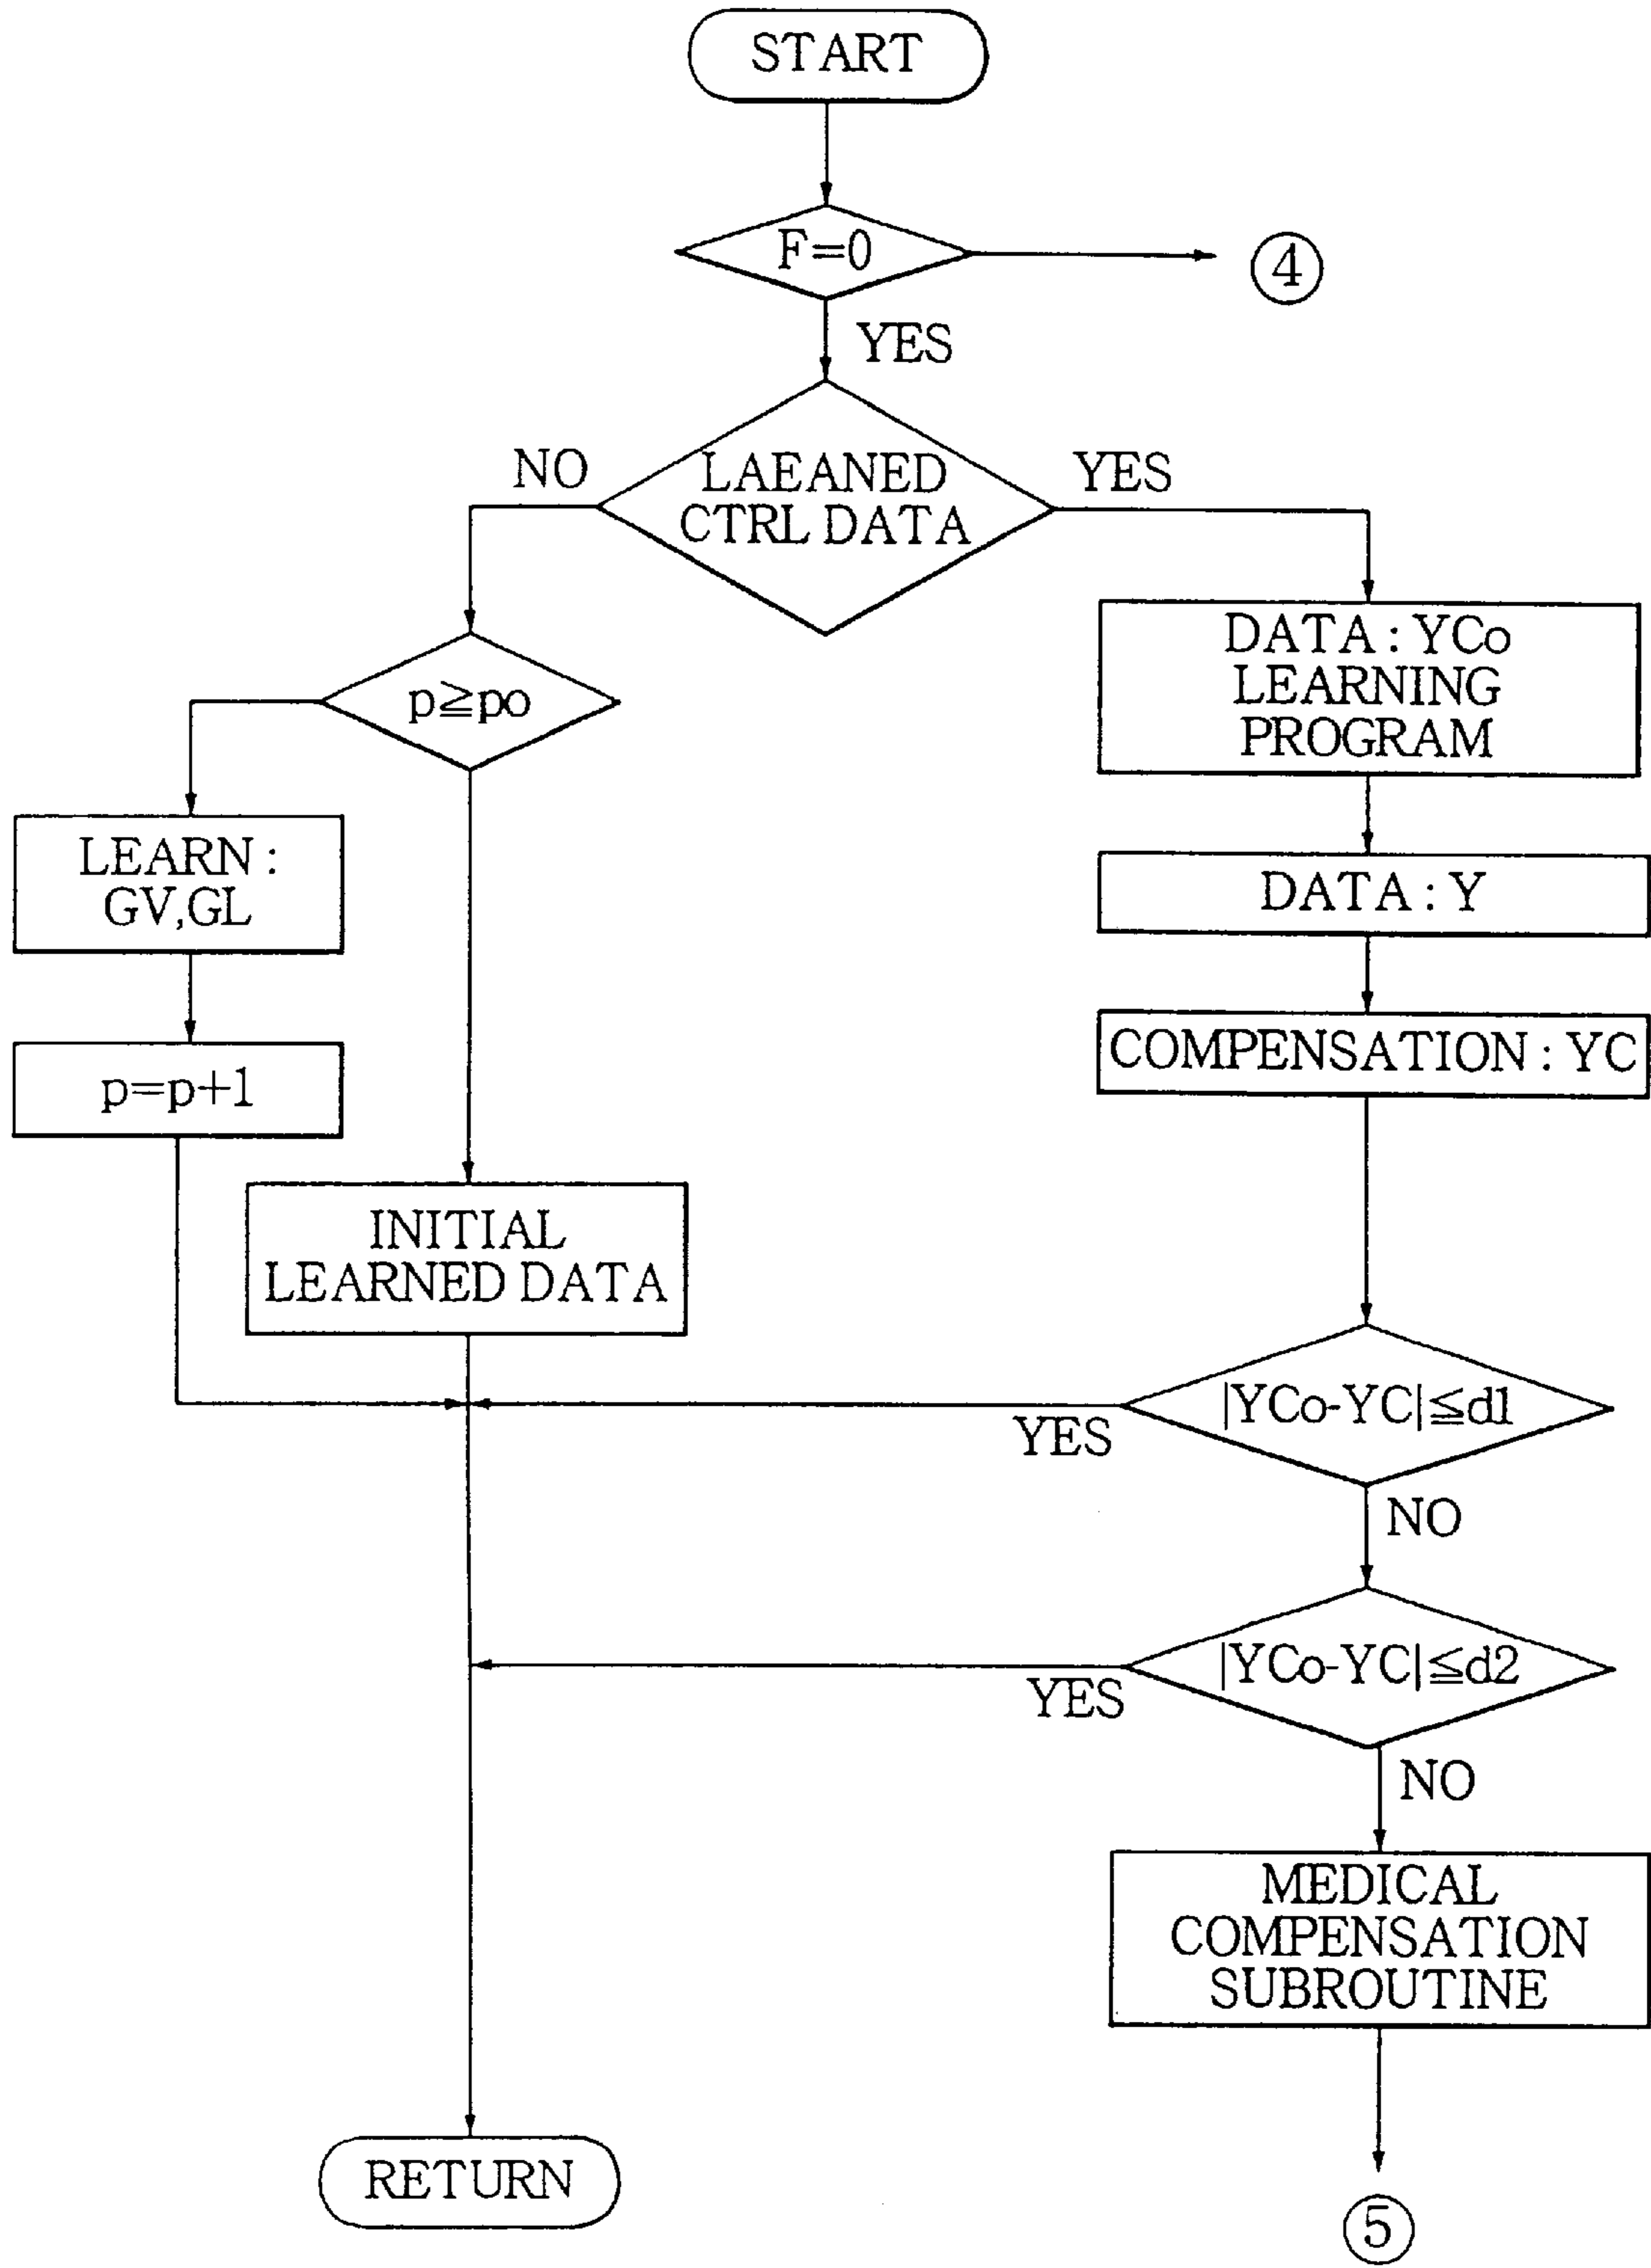 START
F=0
④
YES
NO
LAEANED
CTRL DATA
YES
p≧po
DATA : YCo
LEARNING
PROGRAM
LEARN :
GV,GL
DATA : Y
p=p+1
COMPENSATION : YC
INITIAL
LEARNED DATA
|YCo-YC|≦d1
YES
NO
|YCo-YC|≦d2
YES
NO
MEDICAL
COMPENSATION
SUBROUTINE
RETURN
⑤